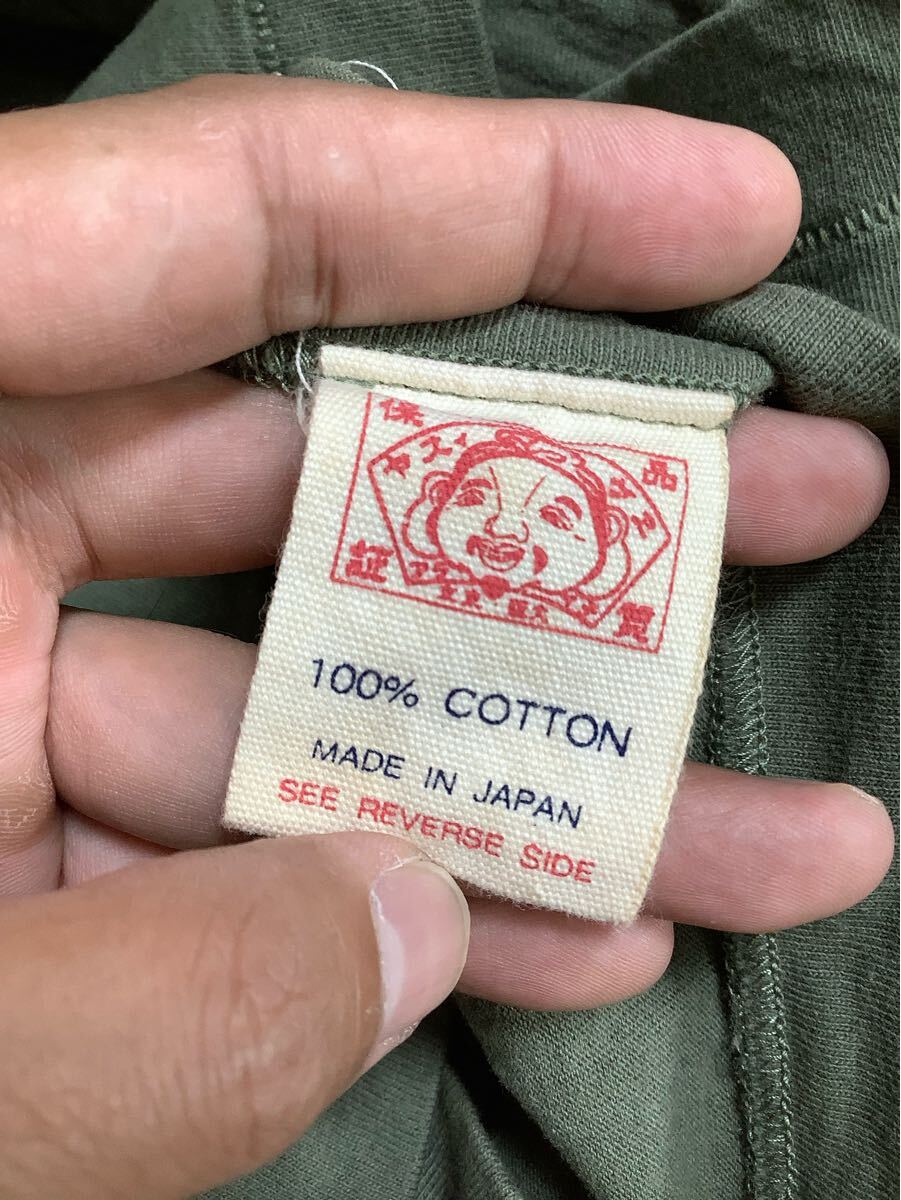 保 品
証 質
100% COTTON
MADE IN JAPAN
SEE REVERSE SIDE